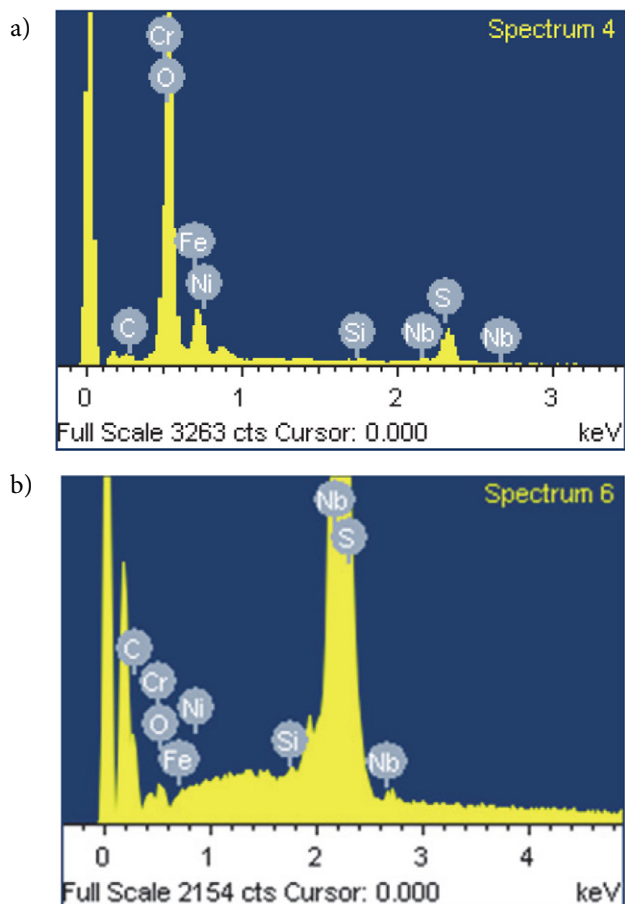 a)
Spectrum 4
Cr
O
Fe
Ni
C
Si
Nb
S
Nb
0 1 2 3
Full Scale 3263 cts Cursor: 0.000 keV
b)
Spectrum 6
Nb
S
C
Cr
Ni
O
Fe
Si
Nb
0 1 2 3 4
Full Scale 2154 cts Cursor: 0.000 keV